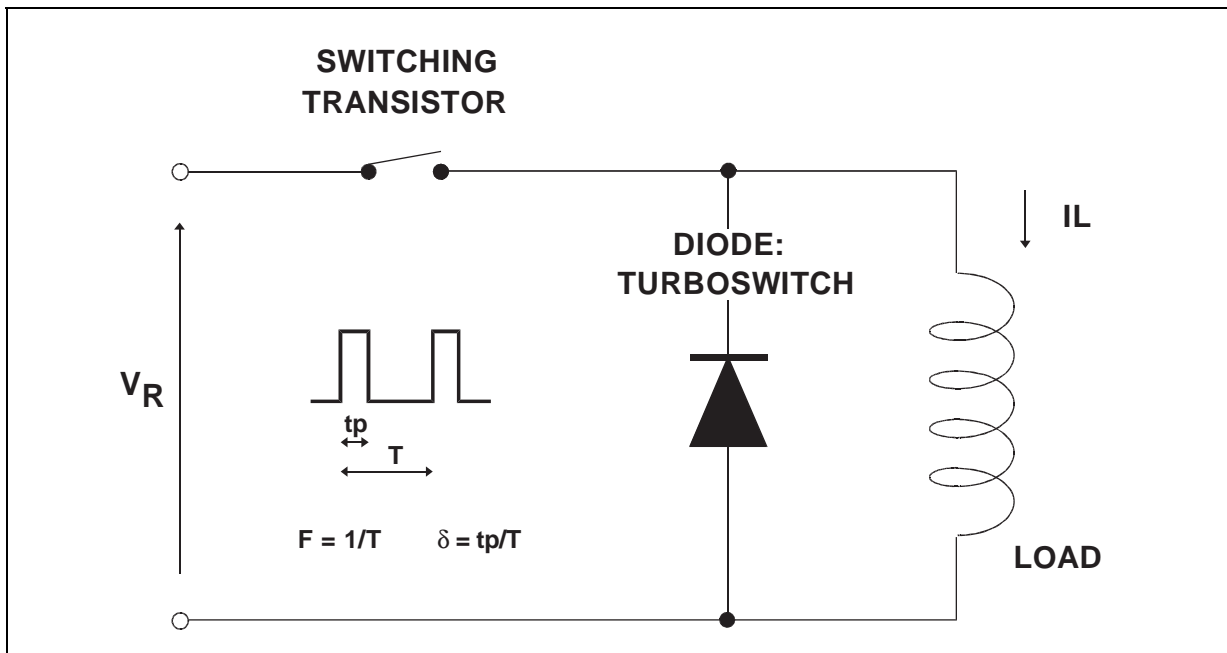 SWITCHING
TRANSISTOR
IL
DIODE:
TURBOSWITCH
VR
tp
T
F = 1/T δ = tp/T
LOAD